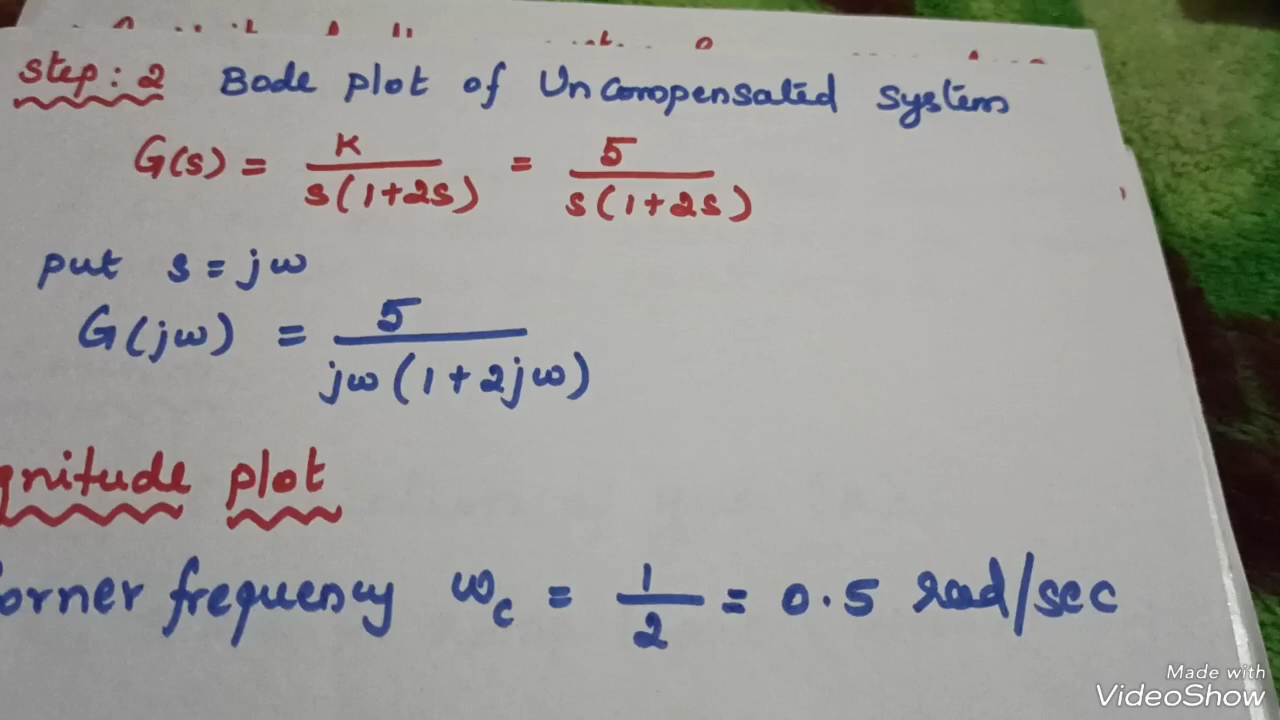 step: 2 Bode plot of Uncompensated system
G(s) = K / s(1+2s) = 5 / s(1+2s)
put s = jω
G(jω) = 5 / jω(1+2jω)
gnitude plot
orner frequency ωc = 1/2 = 0.5 rad/sec
Made with
VideoShow